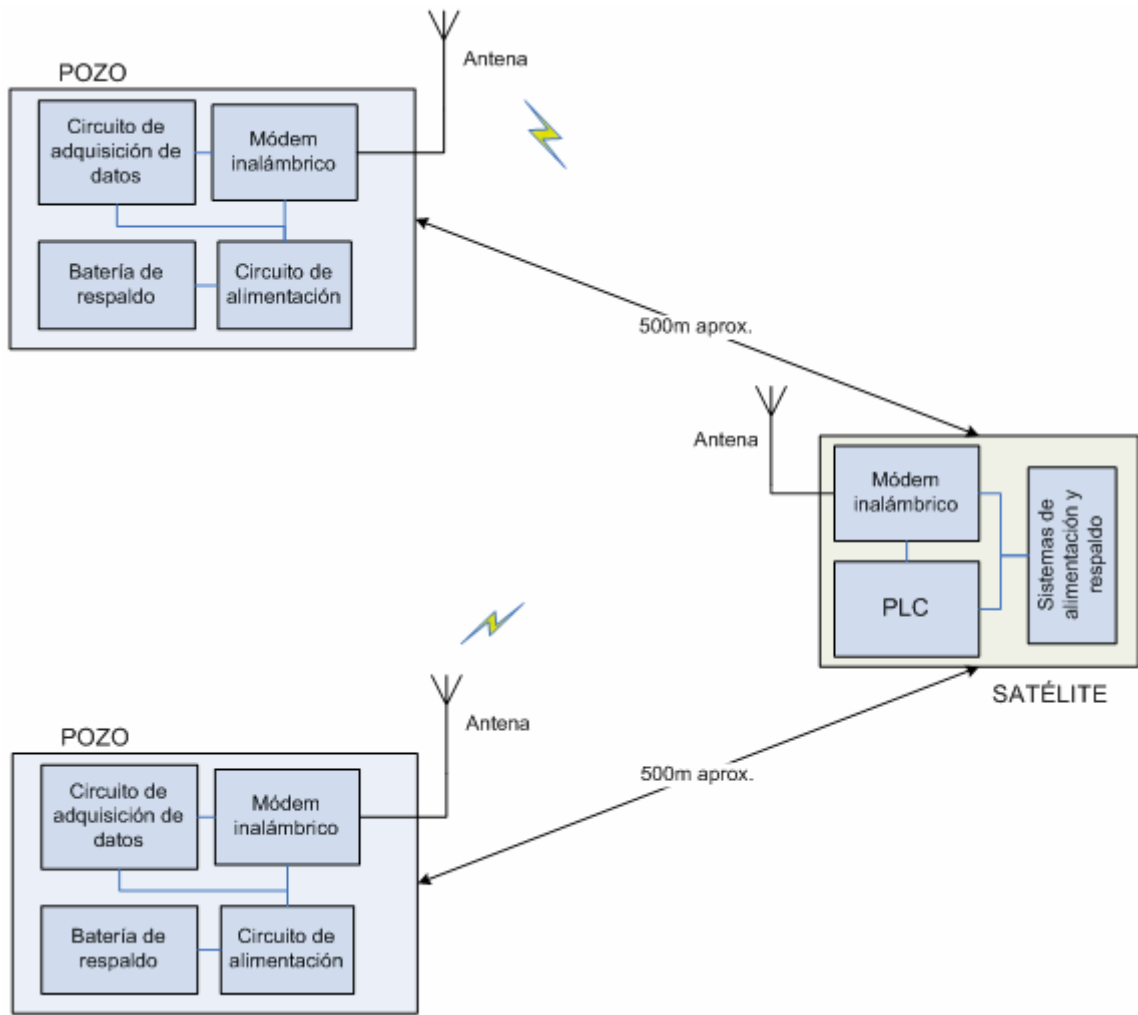 POZO
Antena
Circuito de
adquisición de
datos
Módem
inalámbrico
Batería de
respaldo
Circuito de
alimentación
500m aprox.
Antena
Módem
inalámbrico
PLC
Sistemas de
alimentación y
respaldo
SATÉLITE
POZO
Antena
500m aprox.
Circuito de
adquisición de
datos
Módem
inalámbrico
Batería de
respaldo
Circuito de
alimentación